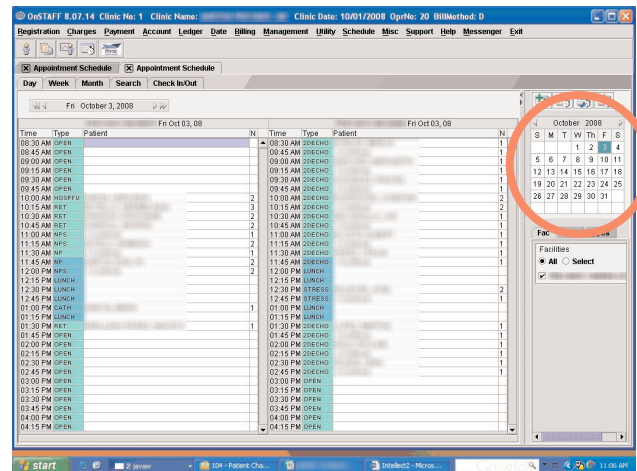 OnSTAFF 8.07.14 Clinic No: 1 Clinic Name: Clinic Date: 10/01/2008 OprNo: 20 BillMethod: D
Registration Charges Payment Account Ledger Date Billing Management Utility Schedule Misc Support Help Messenger Exit
Appointment Schedule Appointment Schedule
Day Week Month Search Check In/Out
Fri October 3, 2008
Fri Oct 03, 08 Fri Oct 03, 08
Time Type Patient N Time Type Patient N
08:30 AM OPEN 08:30 AM 2DECHO 1
08:45 AM OPEN 08:45 AM 2DECHO 1
09:00 AM OPEN 09:00 AM 2DECHO 1
09:15 AM OPEN 09:15 AM 2DECHO 1
09:30 AM OPEN 09:30 AM 2DECHO 1
09:45 AM OPEN 09:45 AM 2DECHO 1
10:00 AM HOSPFU 2 10:00 AM 2DECHO 2
10:15 AM RET 3 10:15 AM 2DECHO 2
10:30 AM RET 2 10:30 AM 2DECHO 1
10:45 AM RET 2 10:45 AM 2DECHO 1
11:00 AM NPS 1 11:00 AM 2DECHO 1
11:15 AM NPS 2 11:15 AM 2DECHO 1
11:30 AM NP 1 11:30 AM 2DECHO 1
11:45 AM NP 2 11:45 AM 2DECHO 1
12:00 PM NPS 2 12:00 PM LUNCH
12:15 PM LUNCH 12:15 PM LUNCH
12:30 PM LUNCH 12:30 PM STRESS 2
12:45 PM LUNCH 12:45 PM STRESS 1
01:00 PM CATH 1 01:00 PM LUNCH
01:15 PM LUNCH 01:15 PM LUNCH
01:30 PM RET 1 01:30 PM 2DECHO 1
01:45 PM OPEN 01:45 PM 2DECHO 1
02:00 PM OPEN 02:00 PM 2DECHO 1
02:15 PM OPEN 02:15 PM 2DECHO 1
02:30 PM OPEN 02:30 PM 2DECHO 1
02:45 PM OPEN 02:45 PM 2DECHO 1
03:00 PM OPEN 03:00 PM OPEN
03:15 PM OPEN 03:15 PM OPEN
03:30 PM OPEN 03:30 PM OPEN
03:45 PM OPEN 03:45 PM OPEN
04:00 PM OPEN 04:00 PM OPEN
04:15 PM OPEN 04:15 PM OPEN
October 2008
S M T W Th F S
1 2 3 4
5 6 7 8 9 10 11
12 13 14 15 16 17 18
19 20 21 22 23 24 25
26 27 28 29 30 31
Fac
Facilities
All Select
start 2 javaw 104 - Patient Cha... Intellect2 - Micros... 11:06 AM